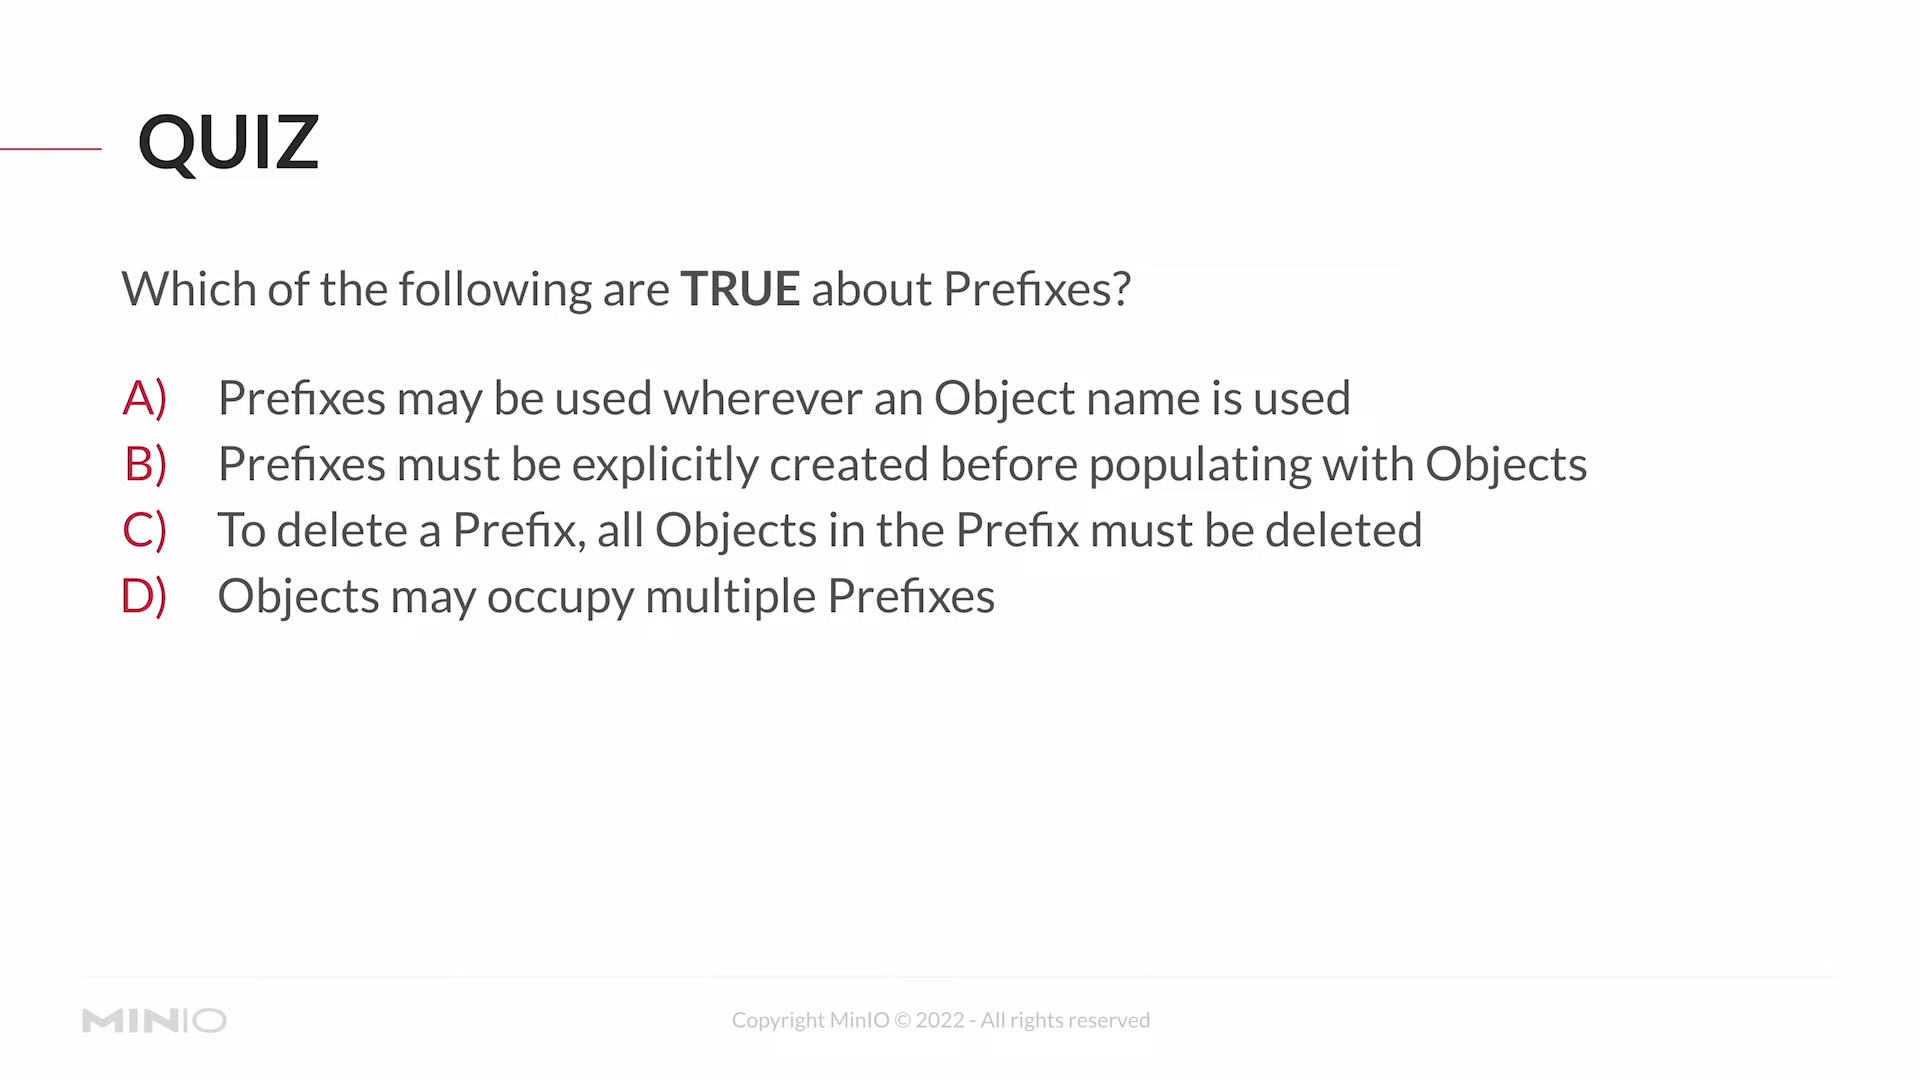 QUIZ
Which of the following are TRUE about Prefixes?
A) Prefixes may be used wherever an Object name is used
B) Prefixes must be explicitly created before populating with Objects
C) To delete a Prefix, all Objects in the Prefix must be deleted
D) Objects may occupy multiple Prefixes
MINIO
Copyright MinIO © 2022 - All rights reserved